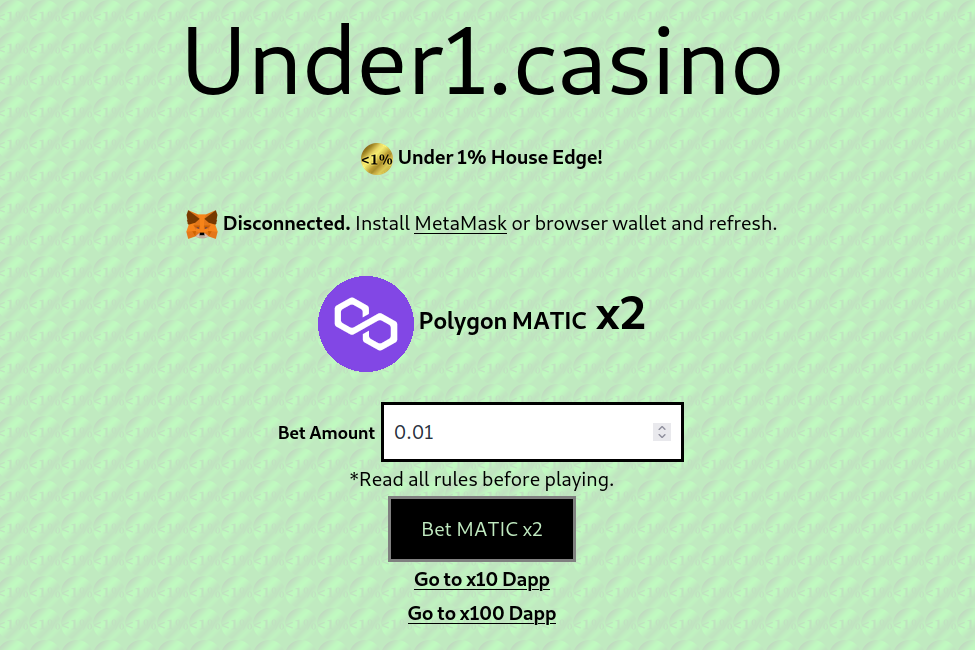 Under1.casino
<1% Under 1% House Edge!
Disconnected. Install MetaMask or browser wallet and refresh.
Polygon MATIC x2
Bet Amount 0.01
*Read all rules before playing.
Bet MATIC x2
Go to x10 Dapp
Go to x100 Dapp